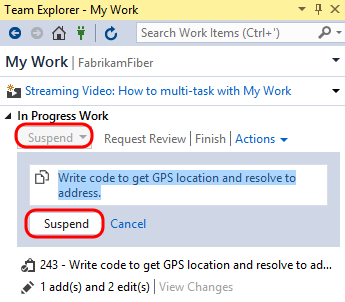 Team Explorer - My Work
Search Work Items (Ctrl+')
My Work | FabrikamFiber
Streaming Video: How to multi-task with My Work
In Progress Work
Suspend | Request Review | Finish | Actions
Write code to get GPS location and resolve to
address.
Suspend Cancel
243 - Write code to get GPS location and resolve to ad...
1 add(s) and 2 edit(s) | View Changes